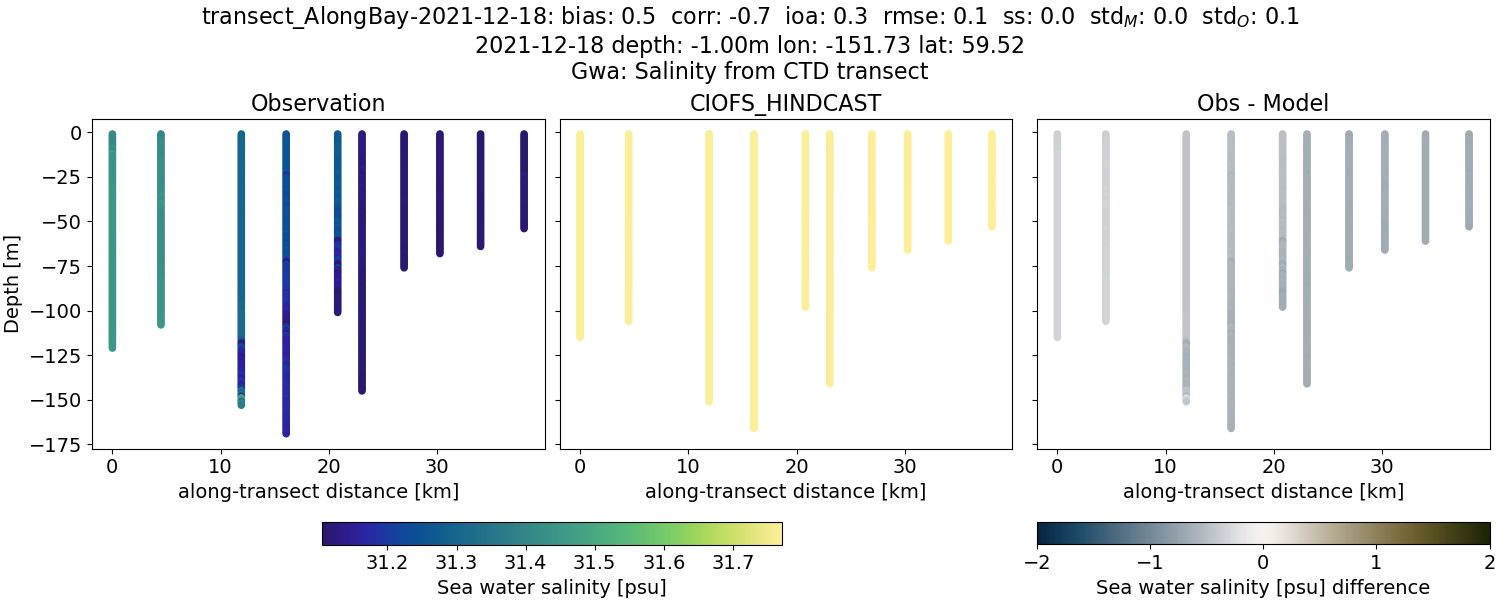 transect_AlongBay-2021-12-18: bias: 0.5 corr: -0.7 ioa: 0.3 rmse: 0.1 ss: 0.0 std_M: 0.0 std_O: 0.1
2021-12-18 depth: -1.00m lon: -151.73 lat: 59.52
Gwa: Salinity from CTD transect
Observation
CIOFS_HINDCAST
Obs - Model
Depth [m]
0
−25
−50
−75
−100
−125
−150
−175
0 10 20 30
0 10 20 30
0 10 20 30
along-transect distance [km]
along-transect distance [km]
along-transect distance [km]
31.2 31.3 31.4 31.5 31.6 31.7
Sea water salinity [psu]
−2 −1 0 1 2
Sea water salinity [psu] difference